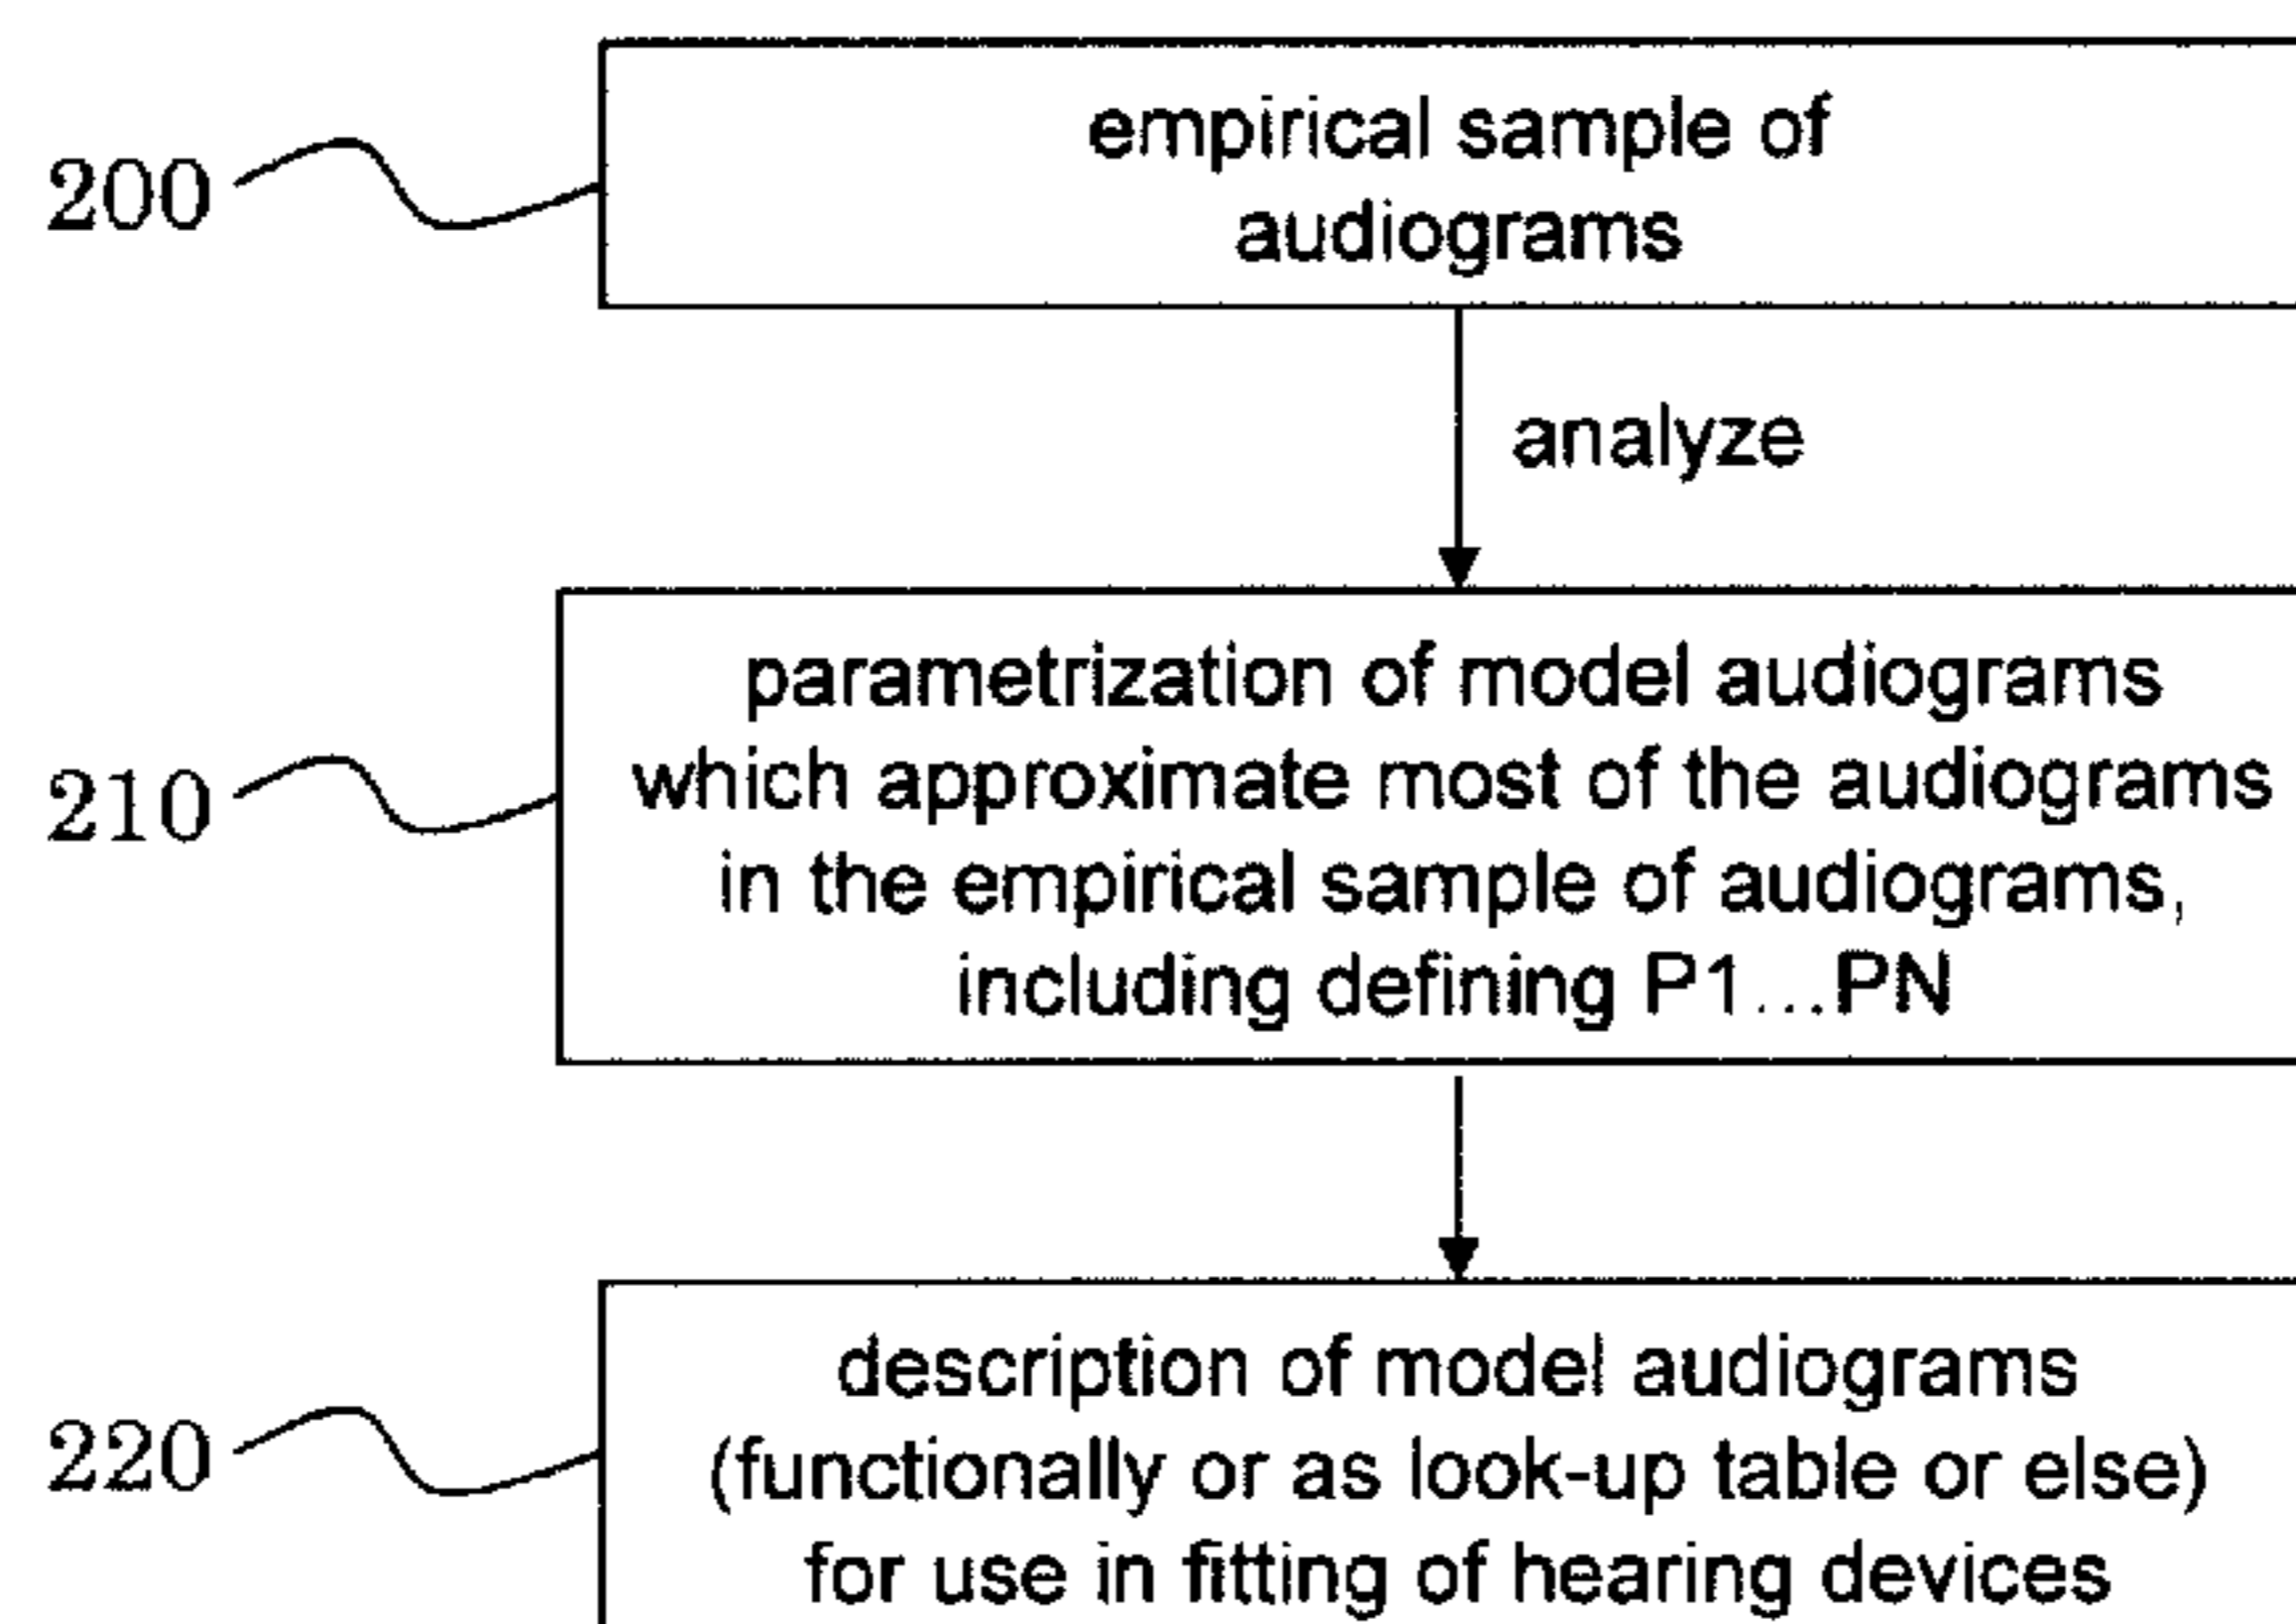 200
empirical sample of
audiograms
analyze
210
parametrization of model audiograms
which approximate most of the audiograms
in the empirical sample of audiograms,
including defining P1...PN
220
description of model audiograms
(functionally or as look-up table or else)
for use in fitting of hearing devices